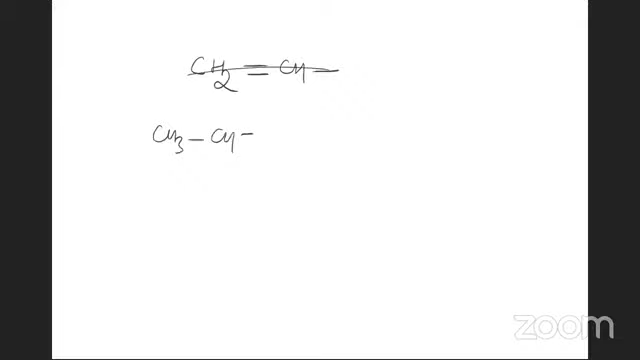 CH2 = CH —
CH3 — CH —
zoom